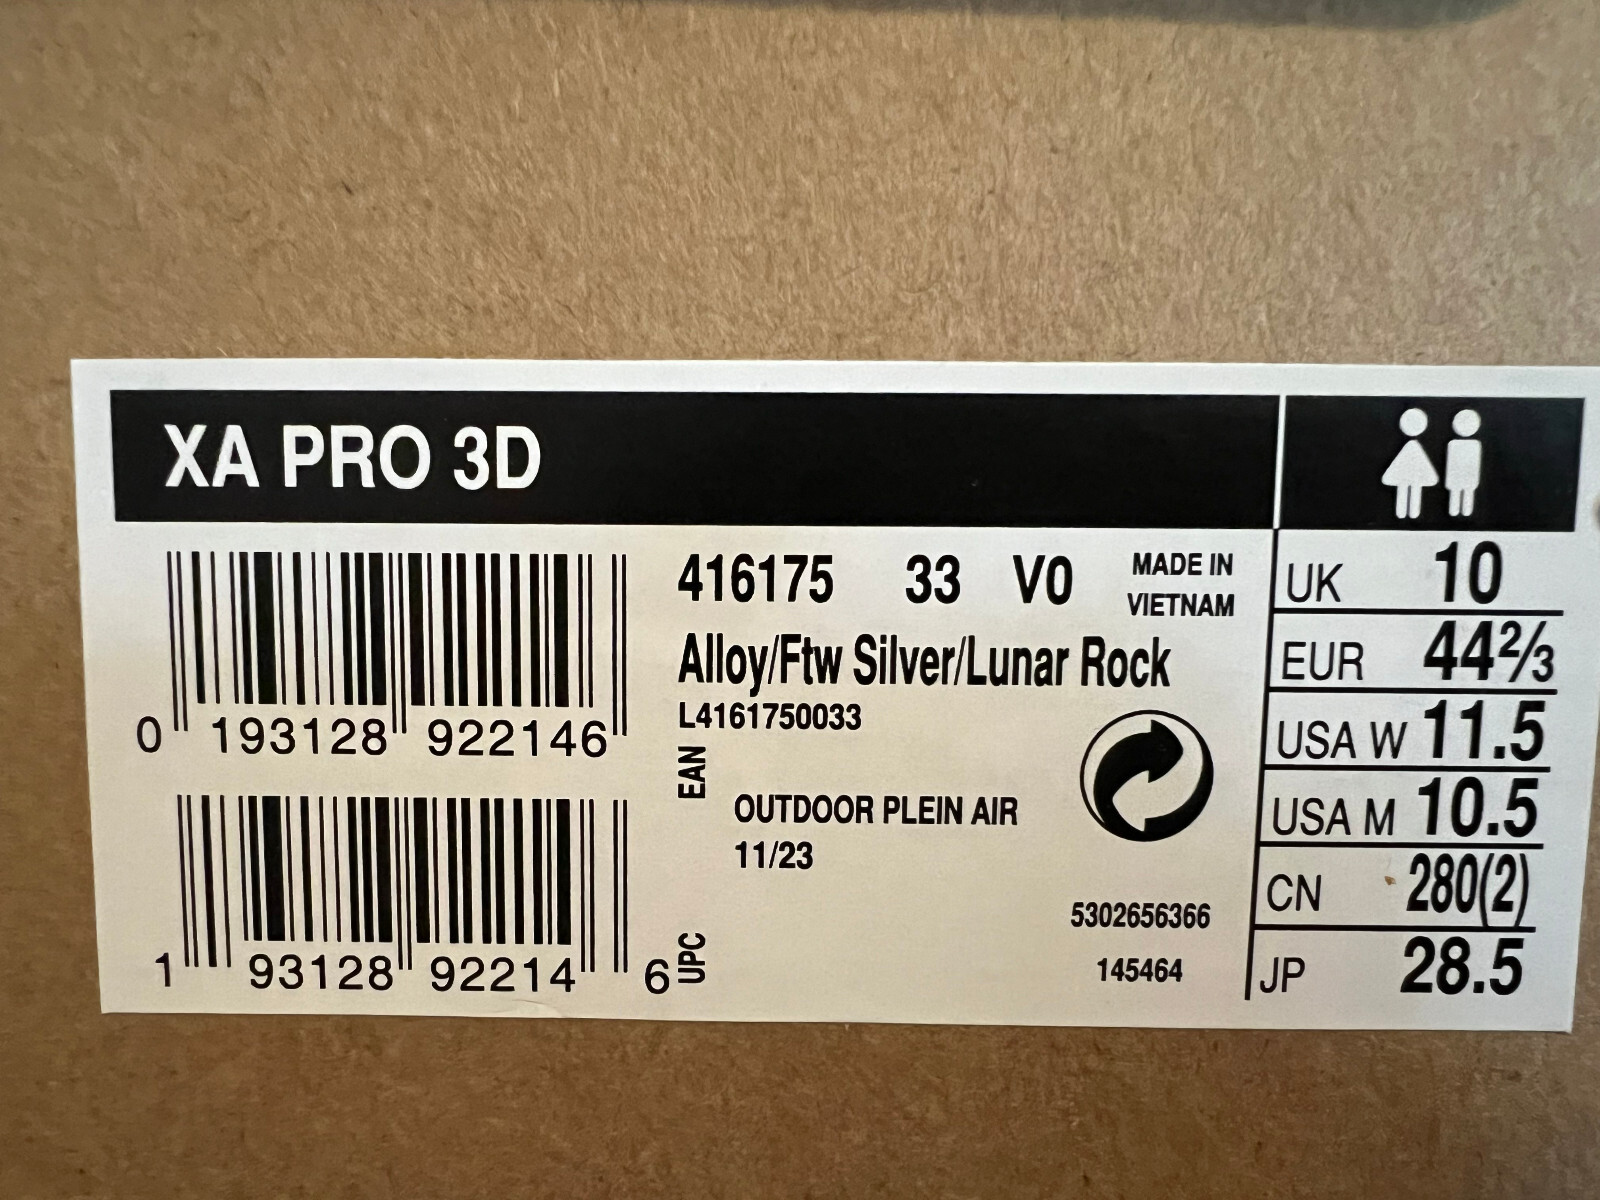 XA PRO 3D
0 193128 922146
1 93128 92214 6
416175 33 V0
MADE IN
VIETNAM
Alloy/Ftw Silver/Lunar Rock
L4161750033
EAN
OUTDOOR PLEIN AIR
11/23
UPC
5302656366
145464
UK 10
EUR 44⅔
USA W 11.5
USA M 10.5
CN 280(2)
JP 28.5